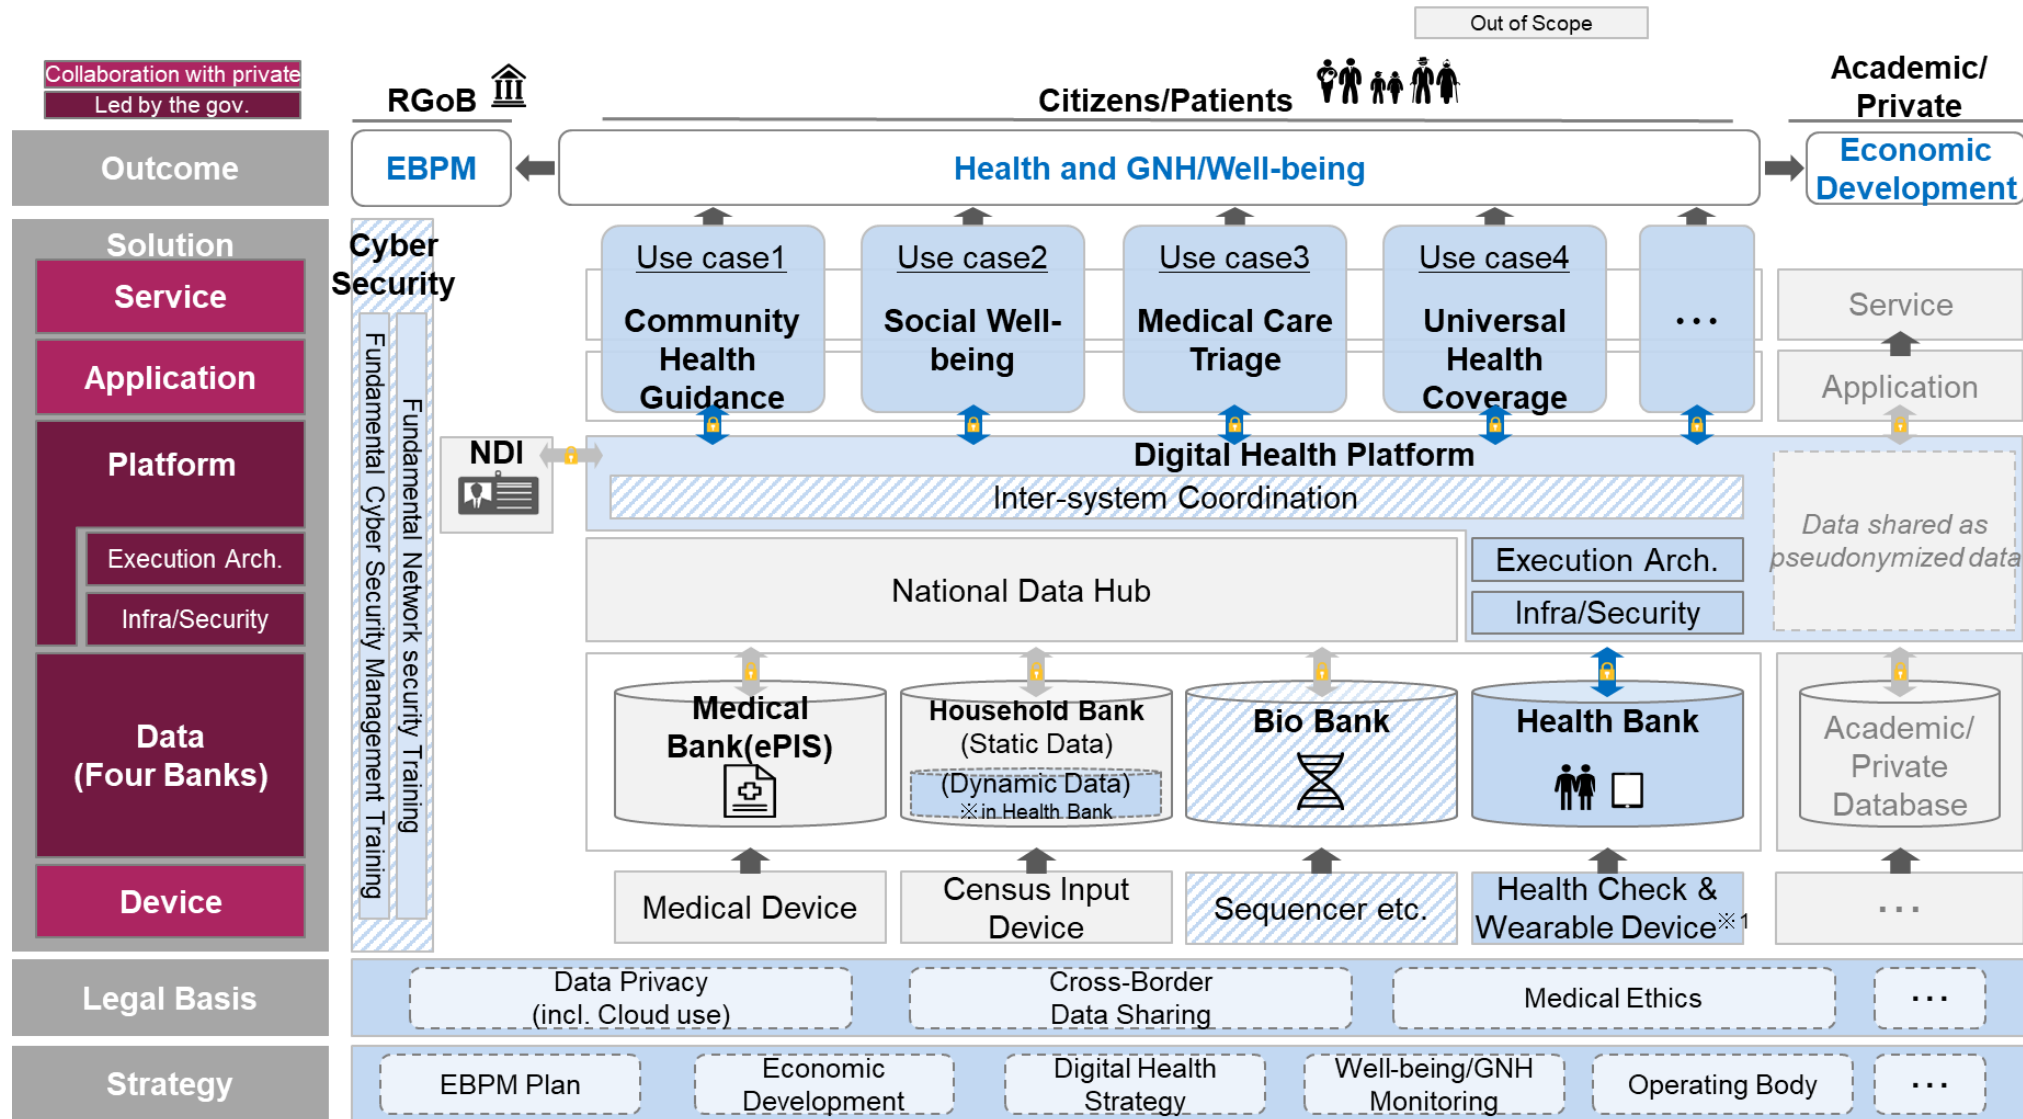 Out of Scope
Collaboration with private
Led by the gov.
RGoB
Citizens/Patients
Academic/
Private
Outcome
EBPM
Health and GNH/Well-being
Economic
Development
Solution
Service
Application
Platform
Execution Arch.
Infra/Security
Data
(Four Banks)
Device
Cyber
Security
Fundamental Cyber Security Management Training
Fundamental Network security Training
Use case1
Community
Health
Guidance
Use case2
Social Well-
being
Use case3
Medical Care
Triage
Use case4
Universal
Health
Coverage
...
Service
Application
NDI
Digital Health Platform
Inter-system Coordination
National Data Hub
Execution Arch.
Infra/Security
Data shared as
pseudonymized data
Medical
Bank(ePIS)
Household Bank
(Static Data)
(Dynamic Data)
※in Health Bank
Bio Bank
Health Bank
Academic/
Private
Database
Medical Device
Census Input
Device
Sequencer etc.
Health Check &
Wearable Device※1
...
Legal Basis
Data Privacy
(incl. Cloud use)
Cross-Border
Data Sharing
Medical Ethics
...
Strategy
EBPM Plan
Economic
Development
Digital Health
Strategy
Well-being/GNH
Monitoring
Operating Body
...